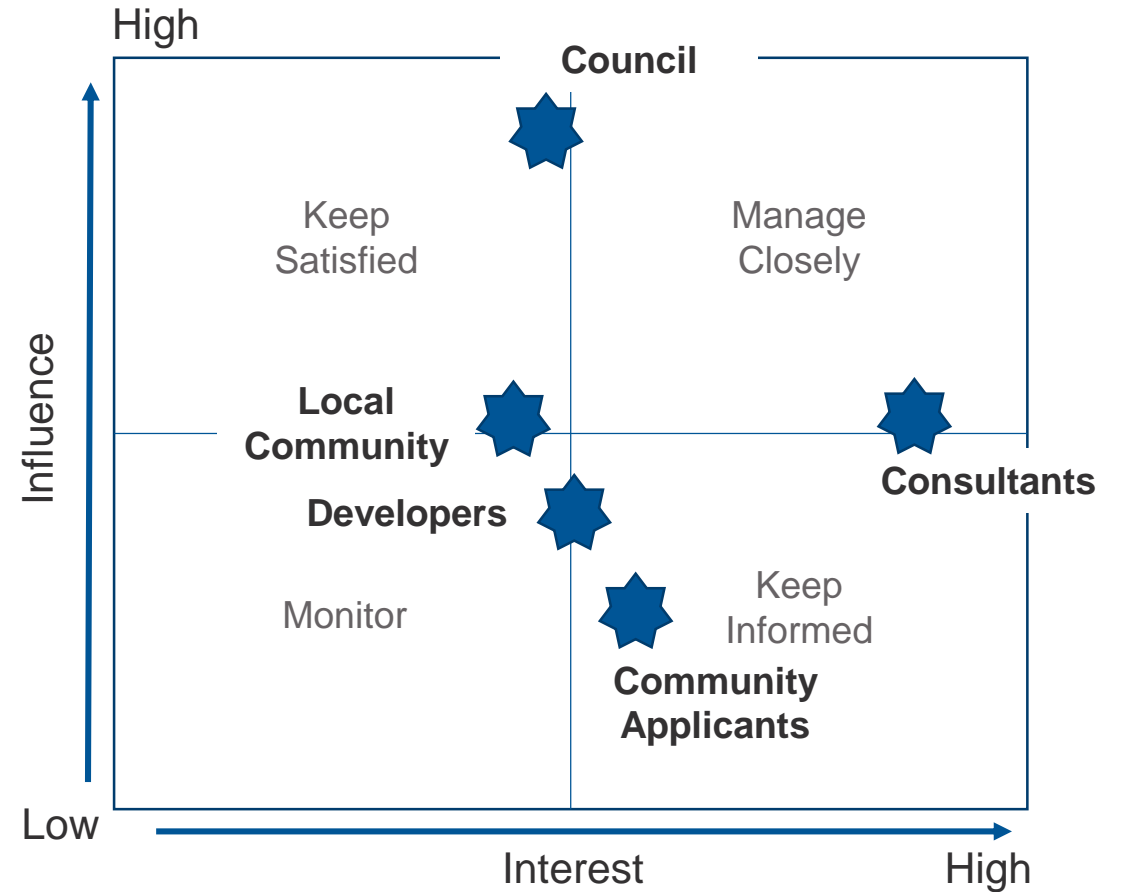 High
Council
Keep
Satisfied
Manage
Closely
Influence
Local
Community
Consultants
Developers
Monitor
Keep
Informed
Community
Applicants
Low
Interest
High